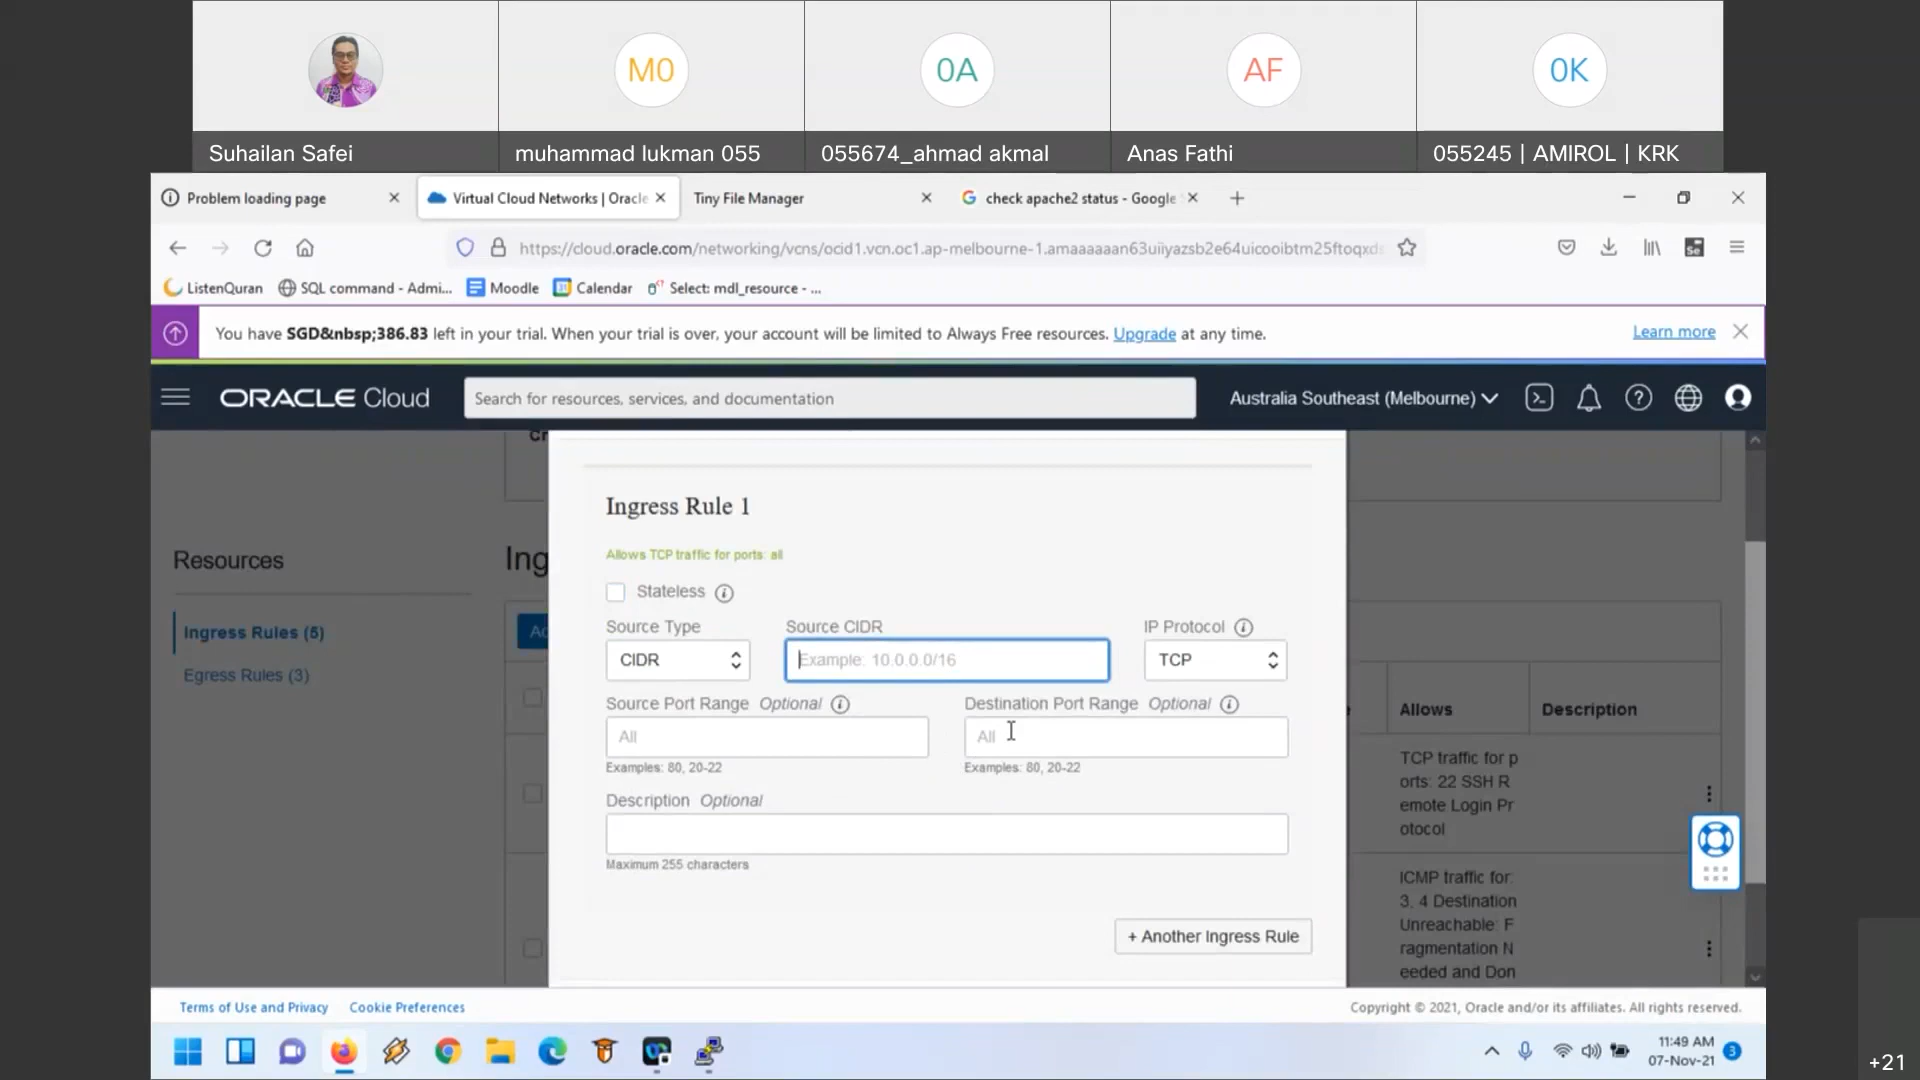 M0
0A
AF
0K
Suhailan Safei
muhammad lukman 055
055674_ahmad akmal
Anas Fathi
055245 | AMIROL | KRK
Problem loading page
Virtual Cloud Networks | Oracle
Tiny File Manager
check apache2 status - Google
https://cloud.oracle.com/networking/vcns/ocid1.vcn.oc1.ap-melbourne-1.amaaaaaan63uiiyazsb2e64uicooibtm25ftoqxd
ListenQuran
SQL command - Admi...
Moodle
Calendar
Select: mdl_resource - ...
You have SGD&nbsp;386.83 left in your trial. When your trial is over, your account will be limited to Always Free resources. Upgrade at any time.
Learn more
ORACLE Cloud
Search for resources, services, and documentation
Australia Southeast (Melbourne)
Cr
Resources
Ingress Rules (5)
Egress Rules (3)
Ing
Ad
Ingress Rule 1
Allows TCP traffic for ports: all
Stateless
Source Type
Source CIDR
IP Protocol
CIDR
Example: 10.0.0.0/16
TCP
Source Port Range Optional
Destination Port Range Optional
All
All
Examples: 80, 20-22
Examples: 80, 20-22
Description Optional
Maximum 255 characters
+ Another Ingress Rule
Allows
Description
TCP traffic for p
orts: 22 SSH R
emote Login Pr
otocol
ICMP traffic for:
3, 4 Destination
Unreachable: F
ragmentation N
eeded and Don
Terms of Use and Privacy
Cookie Preferences
Copyright © 2021, Oracle and/or its affiliates. All rights reserved.
11:49 AM
07-Nov-21
3
+21